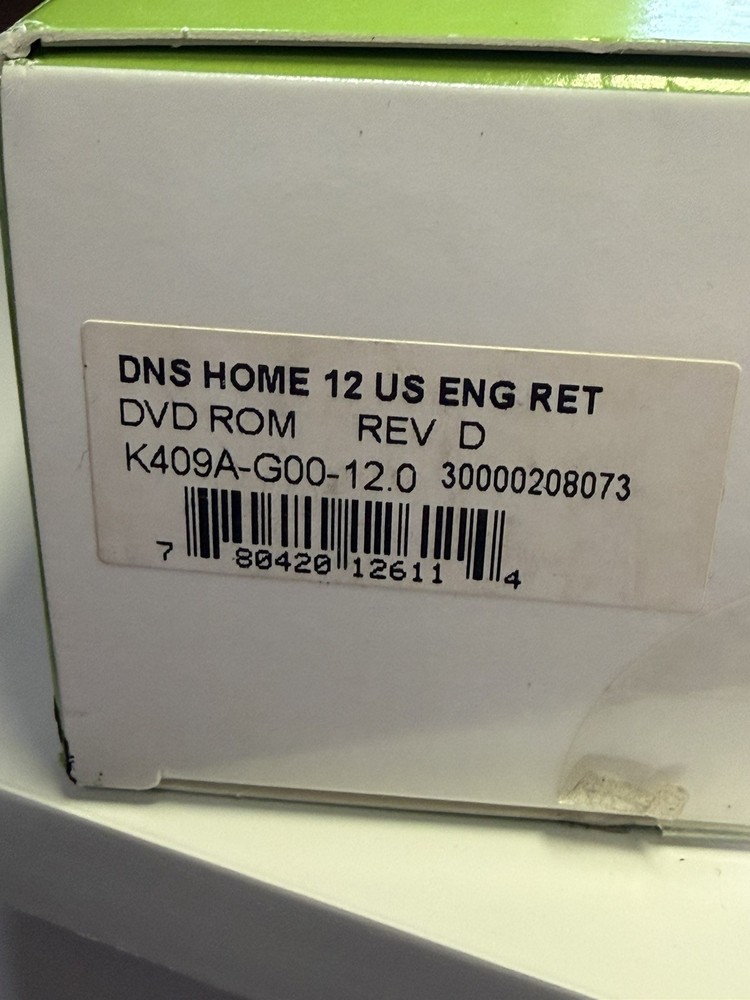 DNS HOME 12 US ENG RET
DVD ROM REV D
K409A-G00-12.0 30000208073
7 80420 12611 4